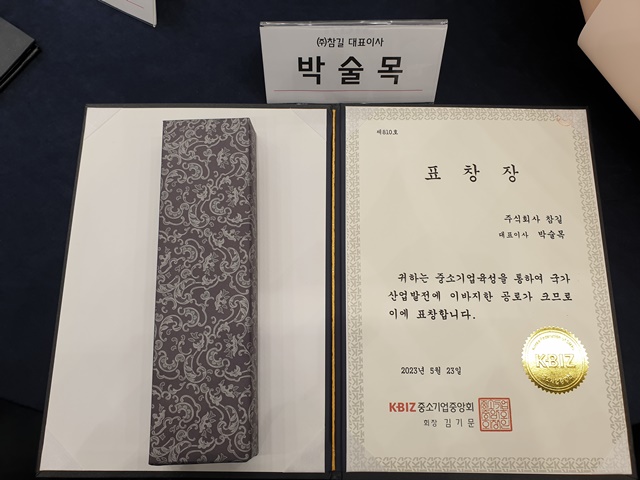 ㈜참길 대표이사
박술목
제810호
표 창 장
주식회사 참길
대표이사 박술목
귀하는 중소기업육성을 통하여 국가
산업발전에 이바지한 공로가 크므로
이에 표창합니다.
2023년 5월 23일
K-BIZ
K·BIZ 중소기업중앙회
회장 김기문